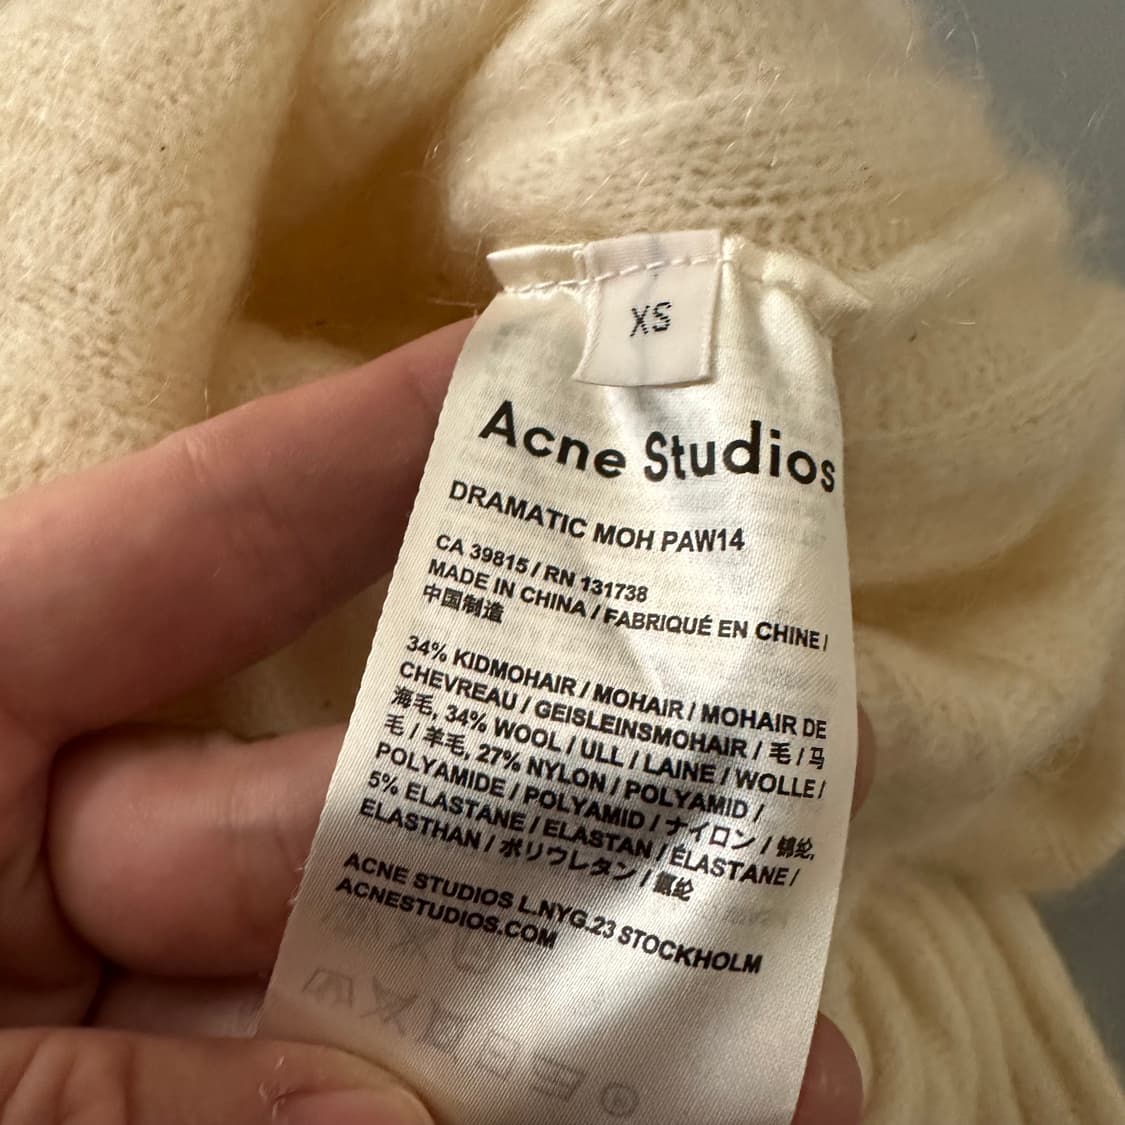 XS
Acne Studios
DRAMATIC MOH PAW14
CA 39815 / RN 131738
MADE IN CHINA / FABRIQUÉ EN CHINE /
中国制造
34% KIDMOHAIR / MOHAIR / MOHAIR DE
CHEVREAU / GEISLEINSMOHAIR / 毛 / 马
海毛, 34% WOOL / ULL / LAINE / WOLLE /
毛 / 羊毛, 27% NYLON / POLYAMID /
POLYAMIDE / POLYAMID / ナイロン / 锦纶,
5% ELASTANE / ELASTAN / ÉLASTANE /
ELASTHAN / ポリウレタン / 氨纶
ACNE STUDIOS L.NYG.23 STOCKHOLM
ACNESTUDIOS.COM